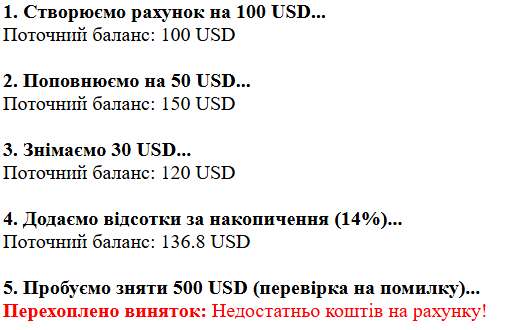 1. Створюємо рахунок на 100 USD...
Поточний баланс: 100 USD
2. Поповнюємо на 50 USD...
Поточний баланс: 150 USD
3. Знімаємо 30 USD...
Поточний баланс: 120 USD
4. Додаємо відсотки за накопичення (14%)...
Поточний баланс: 136.8 USD
5. Пробуємо зняти 500 USD (перевірка на помилку)...
Перехоплено виняток: Недостатньо коштів на рахунку!